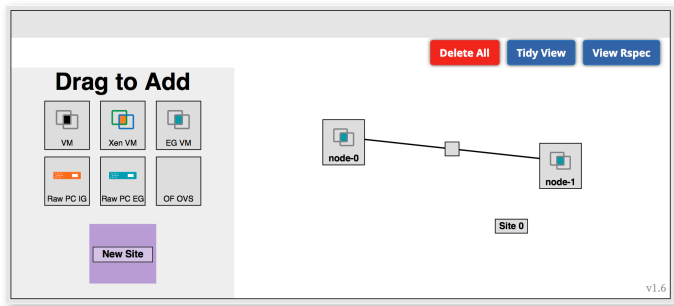 Delete All
Tidy View
View Rspec
Drag to Add
VM
Xen VM
EG VM
Raw PC IG
Raw PC EG
OF OVS
New Site
node-0
node-1
Site 0
v1.6